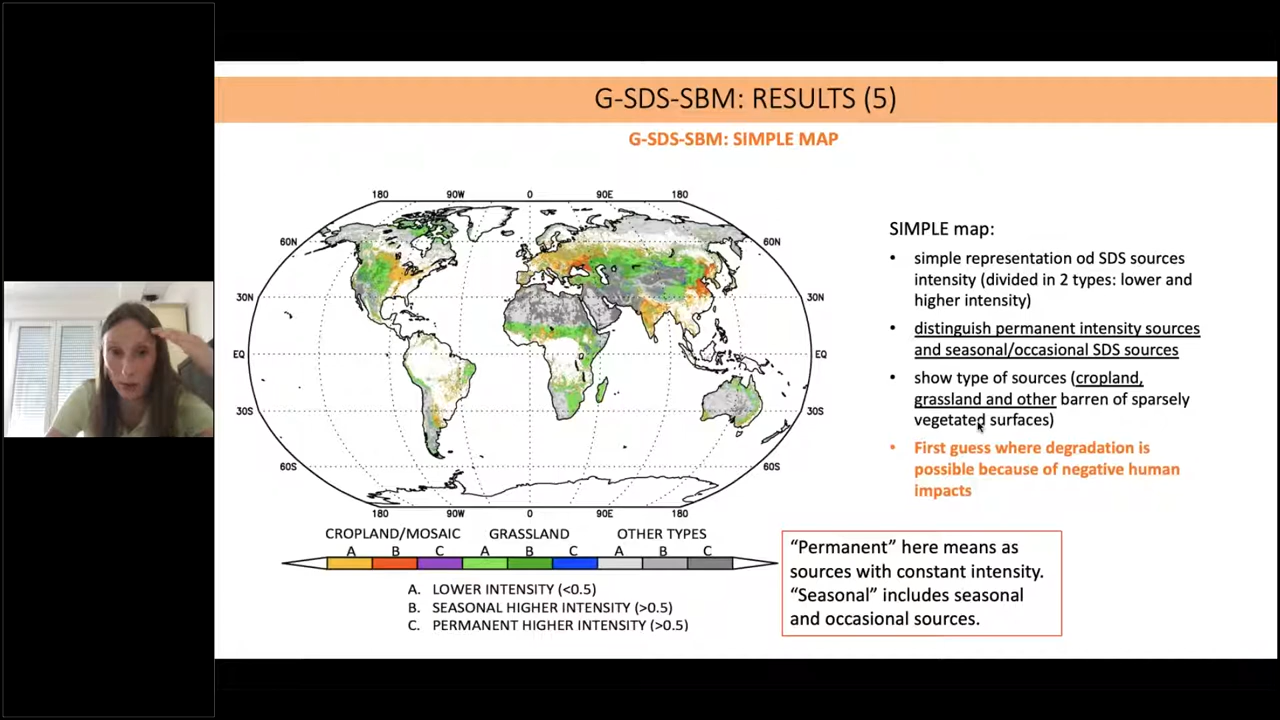 G-SDS-SBM: RESULTS (5)
G-SDS-SBM: SIMPLE MAP
180 90W 0 90E 180
60N 60N
30N 30N
EQ EQ
30S 30S
60S 60S
180 90W 0 90E 180
CROPLAND/MOSAIC GRASSLAND OTHER TYPES
A B C A B C A B C
A. LOWER INTENSITY (<0.5)
B. SEASONAL HIGHER INTENSITY (>0.5)
C. PERMANENT HIGHER INTENSITY (>0.5)
SIMPLE map:
• simple representation od SDS sources
intensity (divided in 2 types: lower and
higher intensity)
• distinguish permanent intensity sources
and seasonal/occasional SDS sources
• show type of sources (cropland,
grassland and other barren of sparsely
vegetated surfaces)
• First guess where degradation is
possible because of negative human
impacts
“Permanent” here means as
sources with constant intensity.
“Seasonal” includes seasonal
and occasional sources.